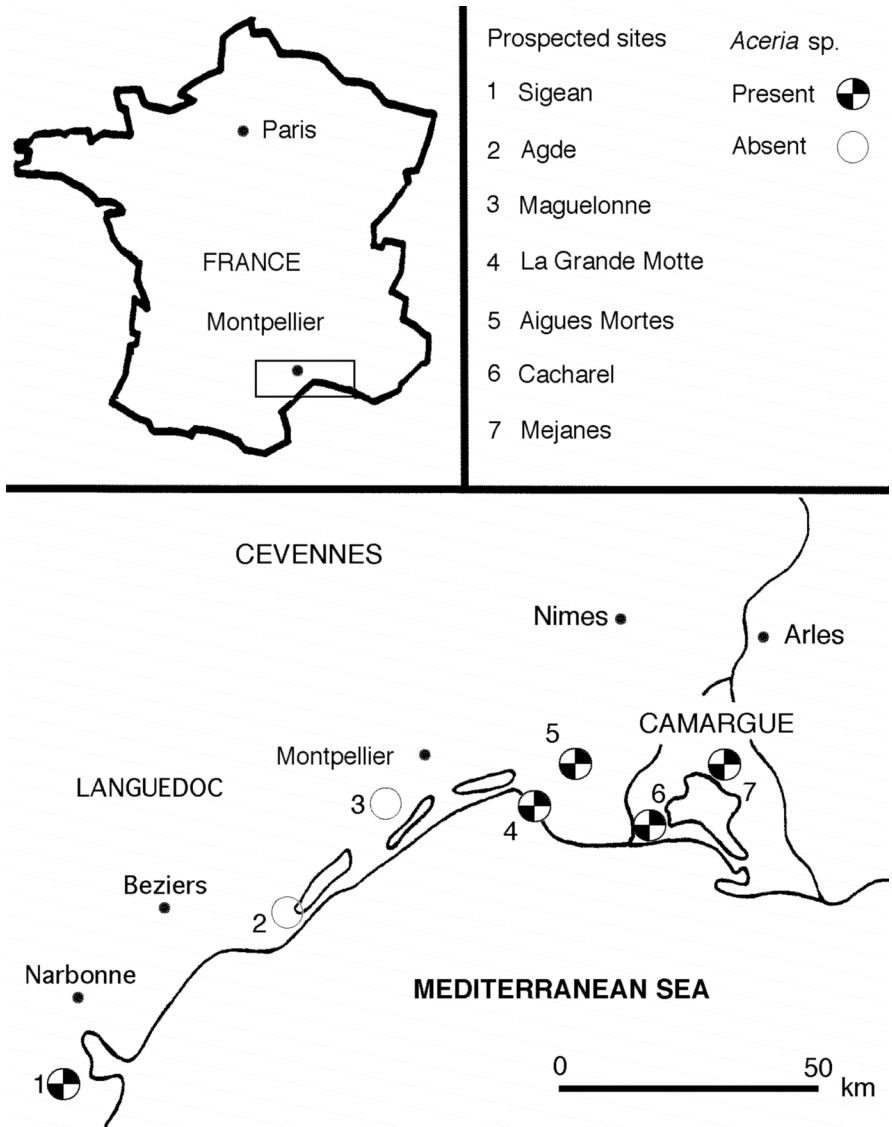 Paris
FRANCE
Montpellier
Prospected sites
Aceria sp.
1 Sigean
Present
2 Agde
Absent
3 Maguelonne
4 La Grande Motte
5 Aigues Mortes
6 Cacharel
7 Mejanes
CEVENNES
Nimes
Arles
CAMARGUE
5
Montpellier
LANGUEDOC
3
6
7
4
Beziers
2
Narbonne
MEDITERRANEAN SEA
1
0
50
km